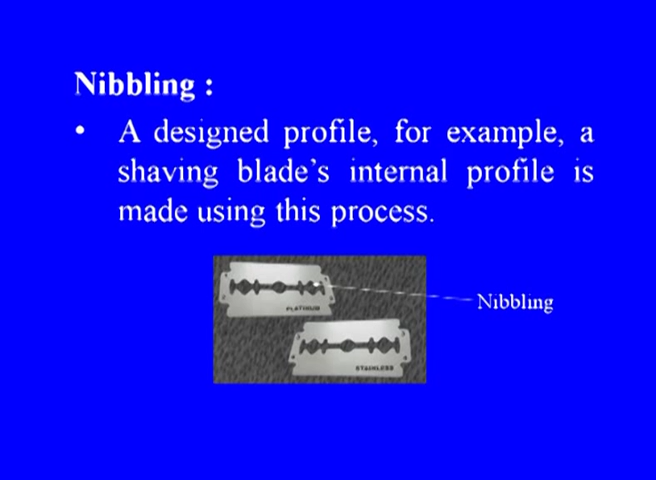 Nibbling :
• A designed profile, for example, a
shaving blade's internal profile is
made using this process.
PLATINUM
Nibbling
STAINLESS